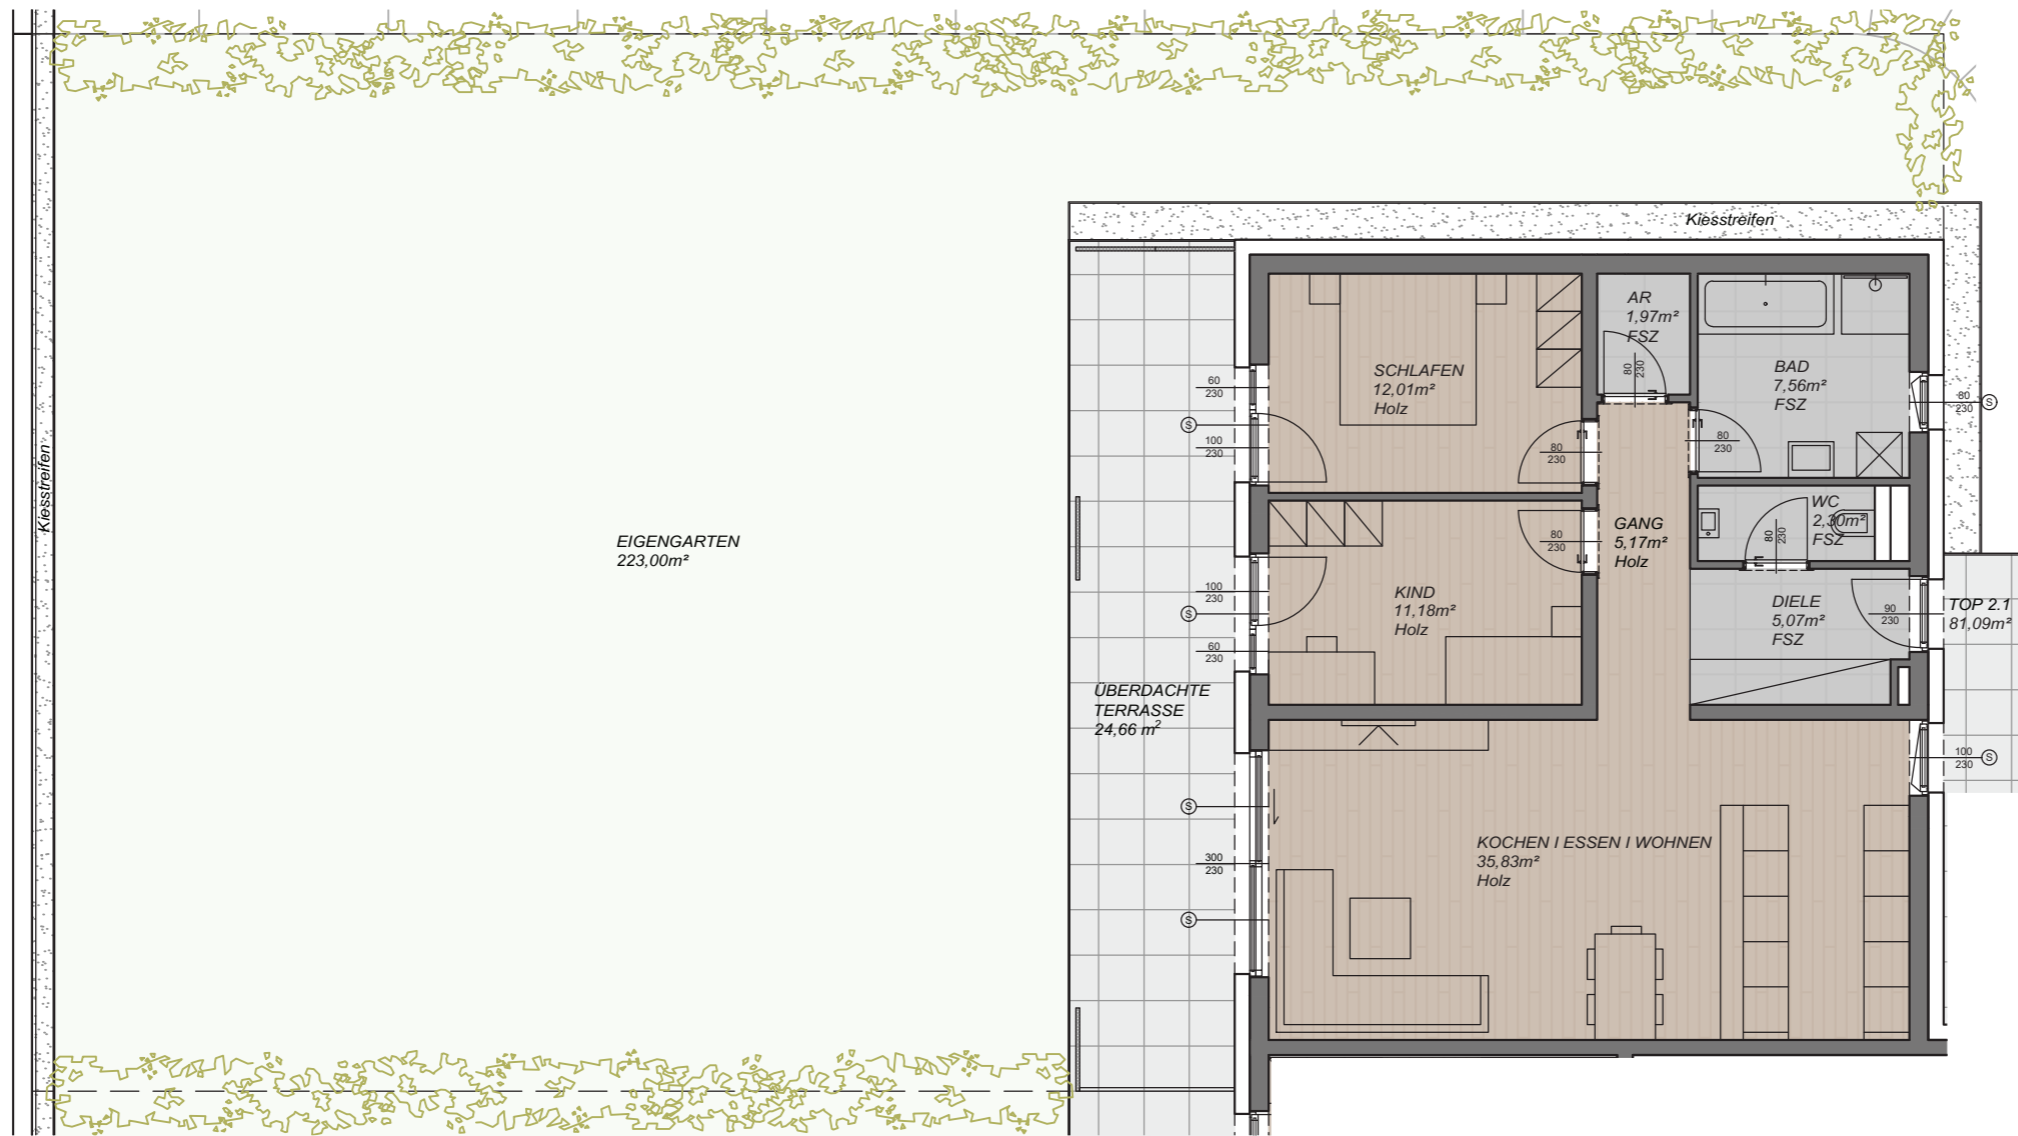 Kiesstreifen
Kiesstreifen
EIGENGARTEN
223,00m²
ÜBERDACHTE
TERRASSE
24,66 m²
SCHLAFEN
12,01m²
Holz
AR
1,97m²
FSZ
BAD
7,56m²
FSZ
WC
2,30m²
FSZ
GANG
5,17m²
Holz
KIND
11,18m²
Holz
DIELE
5,07m²
FSZ
TOP 2.1
81,09m²
KOCHEN I ESSEN I WOHNEN
35,83m²
Holz
60
230
S
100
230
100
230
S
60
230
S
300
230
S
80
230
80
230
80
230
80
230
80
230
90
230
80
230
S
100
230
S